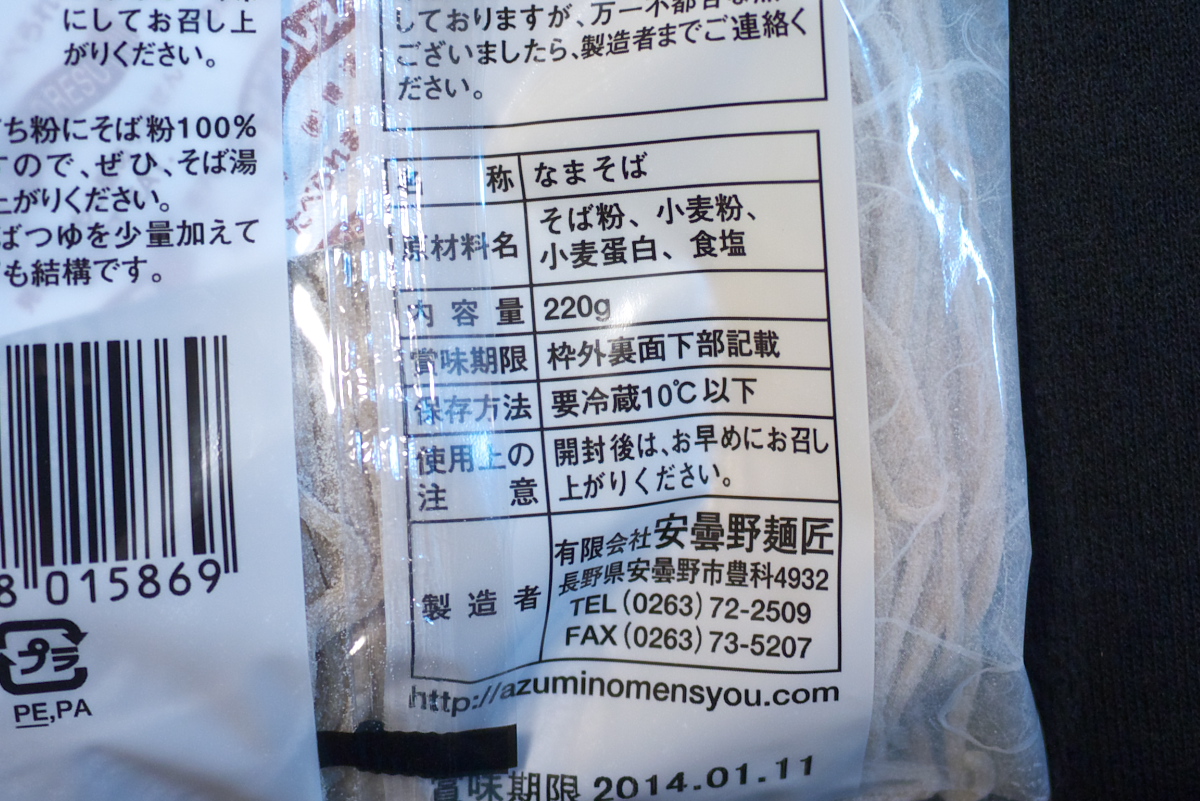 にしてお召し上
がりください。
ち粉にそば粉100%
すので、ぜひ、そば湯
上がりください。
ばつゆを少量加えて
も結構です。
8 015869
プラ
PE,PA
しておりますが、万一不都合な点
ございましたら、製造者までご連絡く
ださい。
名 称 なまそば
原材料名 そば粉、小麦粉、
小麦蛋白、食塩
内容量 220g
賞味期限 枠外裏面下部記載
保存方法 要冷蔵10℃以下
使用上の注意 開封後は、お早めにお召し
上がりください。
製造者 有限会社安曇野麺匠
長野県安曇野市豊科4932
TEL(0263)72-2509
FAX(0263)73-5207
http://azuminomensyou.com
賞味期限 2014.01.11